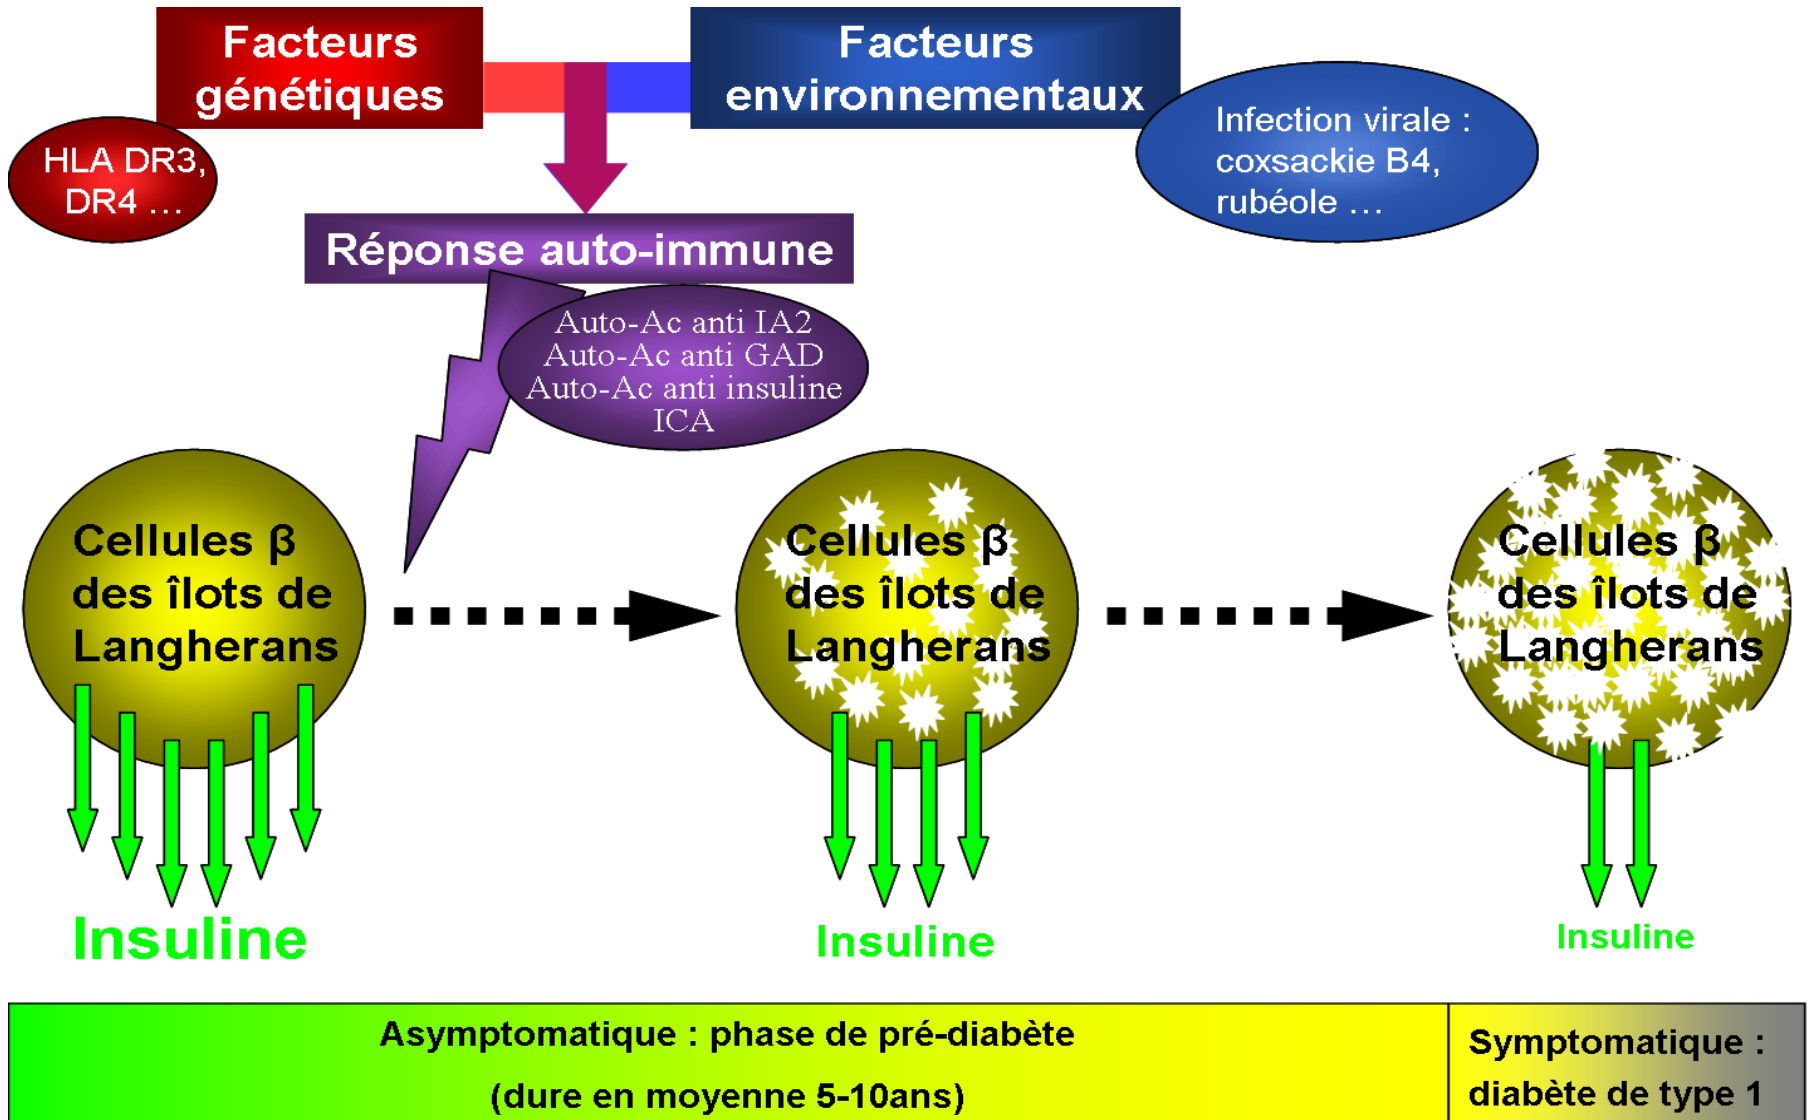 Facteurs
génétiques
Facteurs
environnementaux
HLA DR3,
DR4 ...
Infection virale :
coxsackie B4,
rubéole ...
Réponse auto-immune
Auto-Ac anti IA2
Auto-Ac anti GAD
Auto-Ac anti insuline
ICA
Cellules β
des îlots de
Langherans
Cellules β
des îlots de
Langherans
Cellules β
des îlots de
Langherans
Insuline
Insuline
Insuline
Asymptomatique : phase de pré-diabète
(dure en moyenne 5-10ans)
Symptomatique :
diabète de type 1